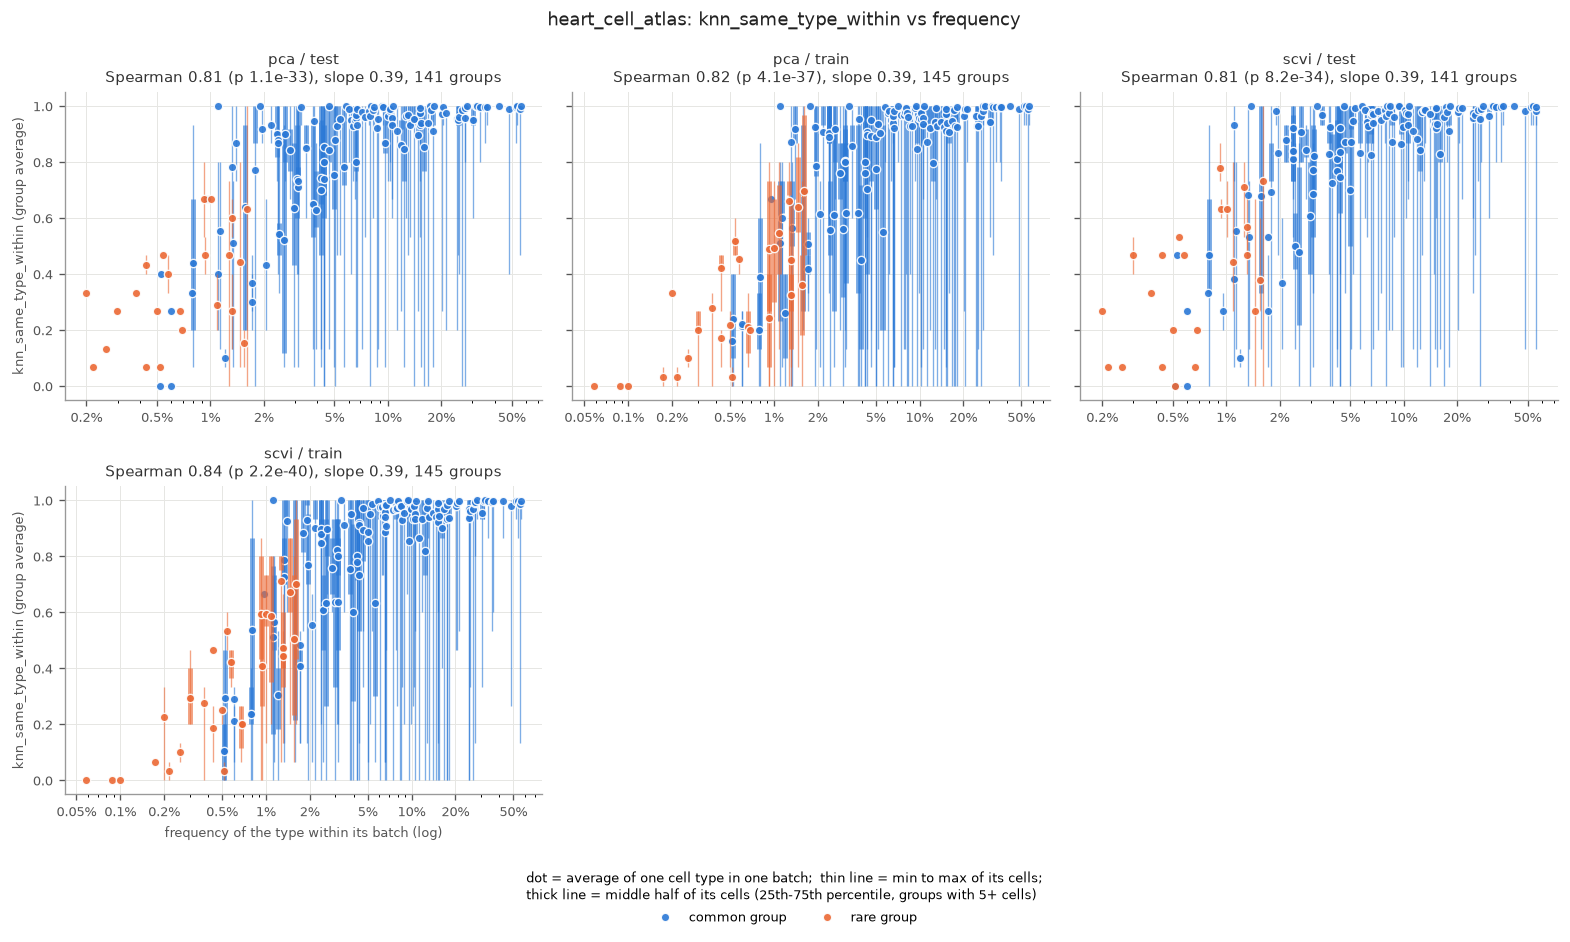 heart_cell_atlas: knn_same_type_within vs frequency
pca / test
Spearman 0.81 (p 1.1e-33), slope 0.39, 141 groups
pca / train
Spearman 0.82 (p 4.1e-37), slope 0.39, 145 groups
scvi / test
Spearman 0.81 (p 8.2e-34), slope 0.39, 141 groups
knn_same_type_within (group average)
1.0
0.8
0.6
0.4
0.2
0.0
0.2% 0.5% 1% 2% 5% 10% 20% 50%
0.05% 0.1% 0.2% 0.5% 1% 2% 5% 10% 20% 50%
0.2% 0.5% 1% 2% 5% 10% 20% 50%
scvi / train
Spearman 0.84 (p 2.2e-40), slope 0.39, 145 groups
knn_same_type_within (group average)
1.0
0.8
0.6
0.4
0.2
0.0
0.05% 0.1% 0.2% 0.5% 1% 2% 5% 10% 20% 50%
frequency of the type within its batch (log)
dot = average of one cell type in one batch;  thin line = min to max of its cells;
thick line = middle half of its cells (25th-75th percentile, groups with 5+ cells)
common group
rare group